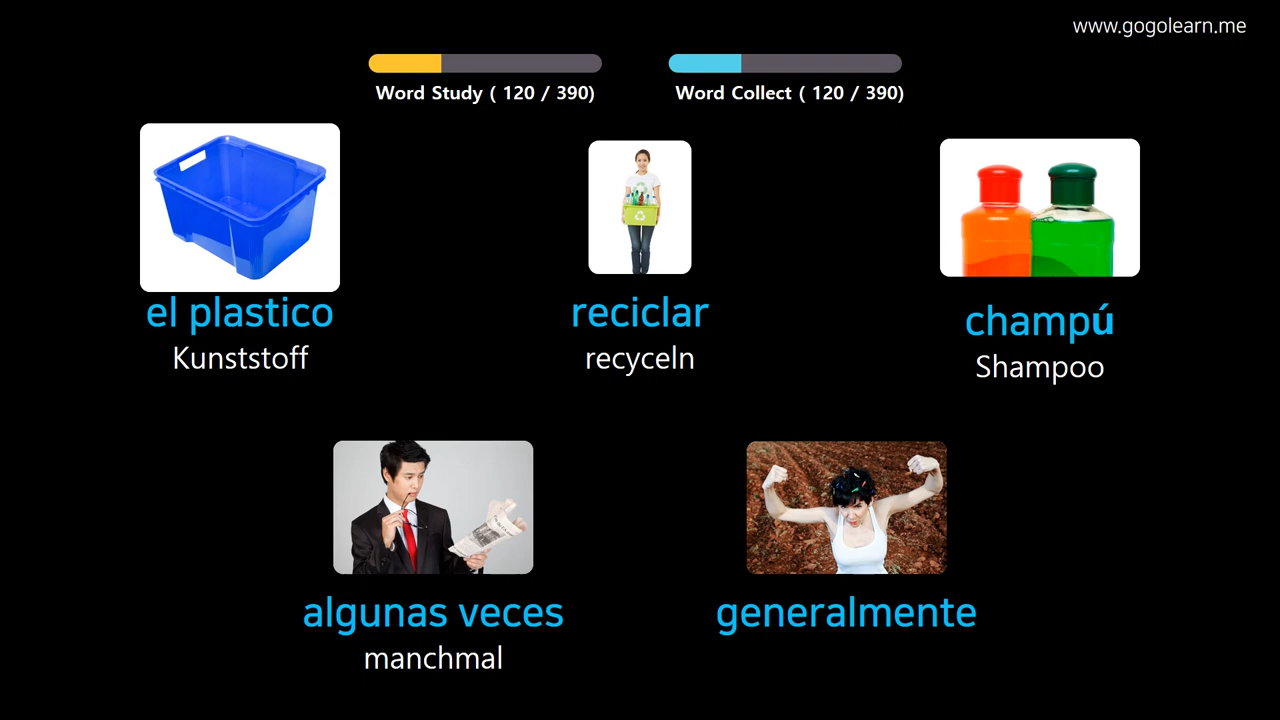 www.gogolearn.me
Word Study ( 120 / 390)
Word Collect ( 120 / 390)
el plastico
Kunststoff
reciclar
recyceln
champú
Shampoo
algunas veces
manchmal
generalmente